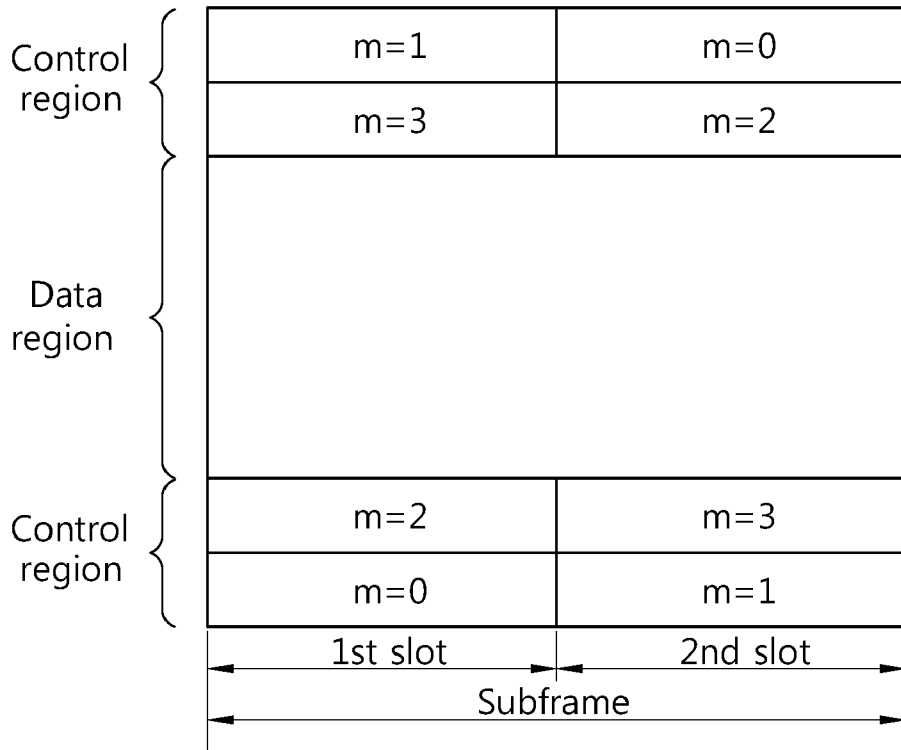 Control
region
m=1
m=0
m=3
m=2
Data
region
Control
region
m=2
m=3
m=0
m=1
1st slot
2nd slot
Subframe